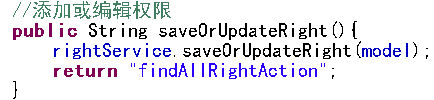 //添加或编辑权限
public String saveOrUpdateRight(){
    rightService.saveOrUpdateRight(model);
    return "findAllRightAction";
}